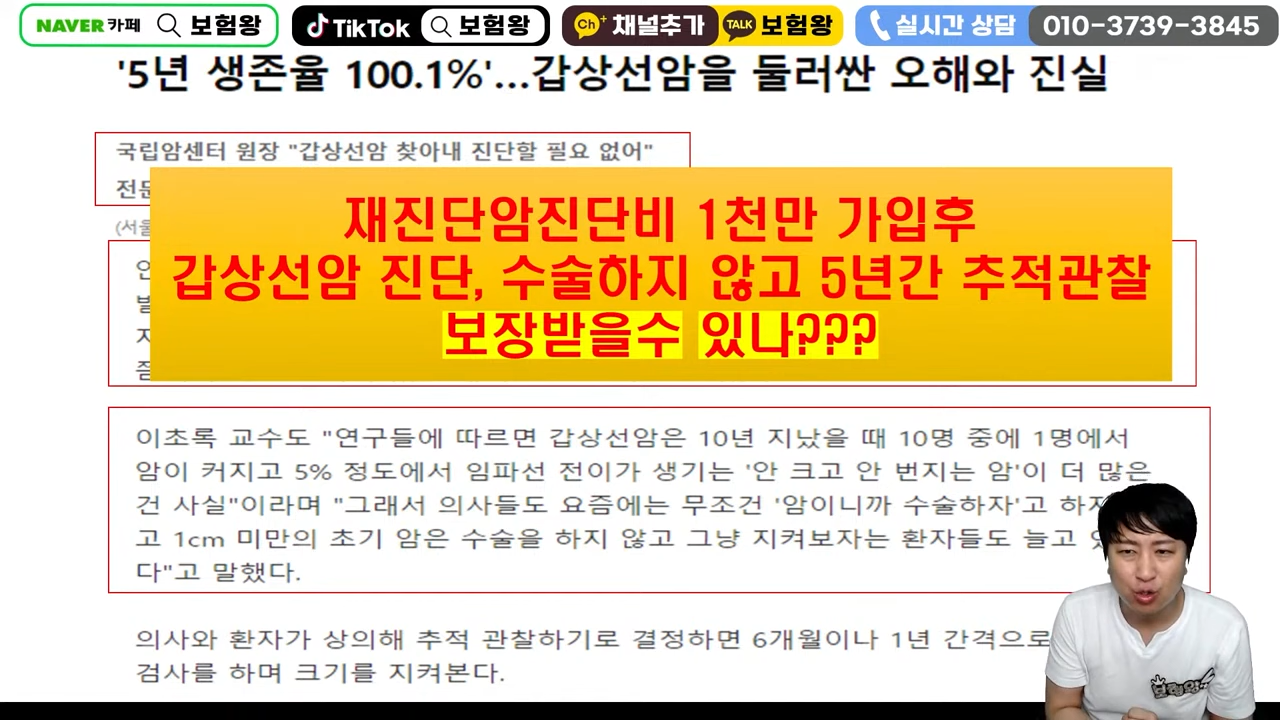 NAVER 카페 보험왕 TikTok 보험왕 Ch+ 채널추가 TALK 보험왕 실시간 상담 010-3739-3845
'5년 생존율 100.1%'...갑상선암을 둘러싼 오해와 진실
국립암센터 원장 "갑상선암 찾아내 진단할 필요 없어"
재진단암진단비 1천만 가입후
갑상선암 진단, 수술하지 않고 5년간 추적관찰
보장받을수 있나???
이초록 교수도 "연구들에 따르면 갑상선암은 10년 지났을 때 10명 중에 1명에서
암이 커지고 5% 정도에서 임파선 전이가 생기는 '안 크고 안 번지는 암'이 더 많은
건 사실"이라며 "그래서 의사들도 요즘에는 무조건 '암이니까 수술하자'고 하지
고 1cm 미만의 초기 암은 수술을 하지 않고 그냥 지켜보자는 환자들도 늘고
다"고 말했다.
의사와 환자가 상의해 추적 관찰하기로 결정하면 6개월이나 1년 간격으로
검사를 하며 크기를 지켜본다.
보험왕